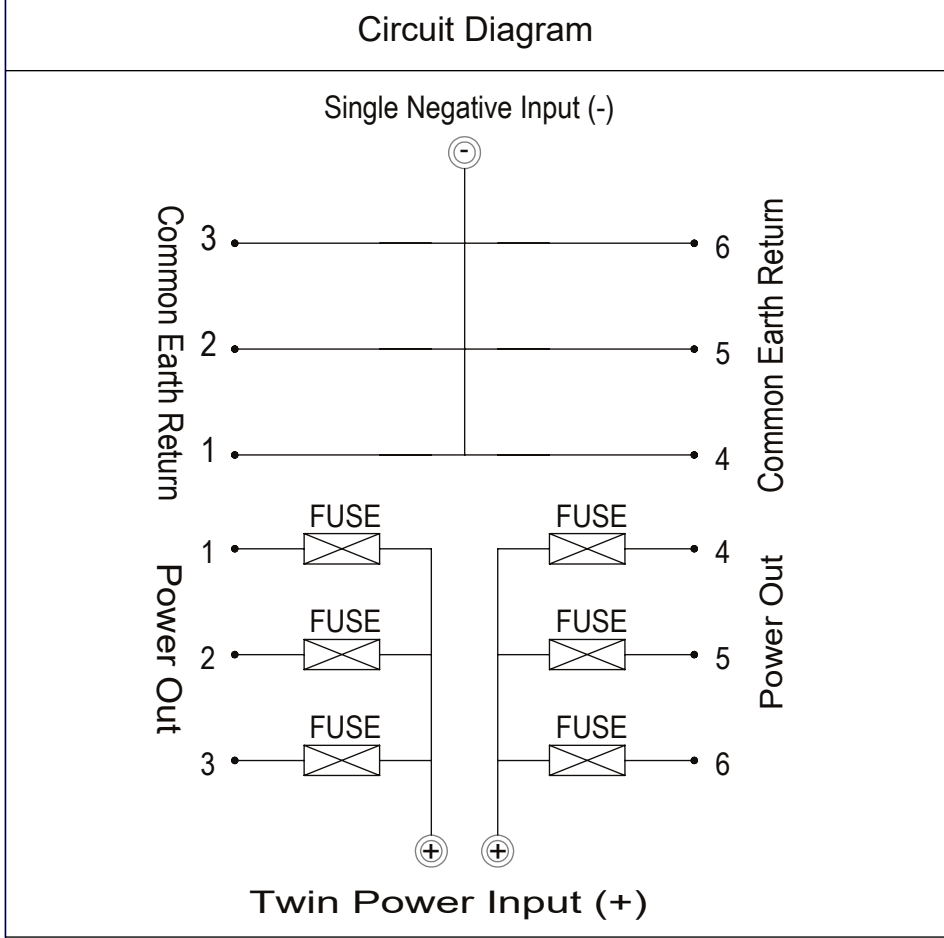 Circuit Diagram
Single Negative Input (-)
-
Common Earth Return
3
2
1
6
5
4
Common Earth Return
FUSE
FUSE
1
4
Power Out
FUSE
FUSE
2
5
Power Out
FUSE
FUSE
3
6
+
+
Twin Power Input (+)